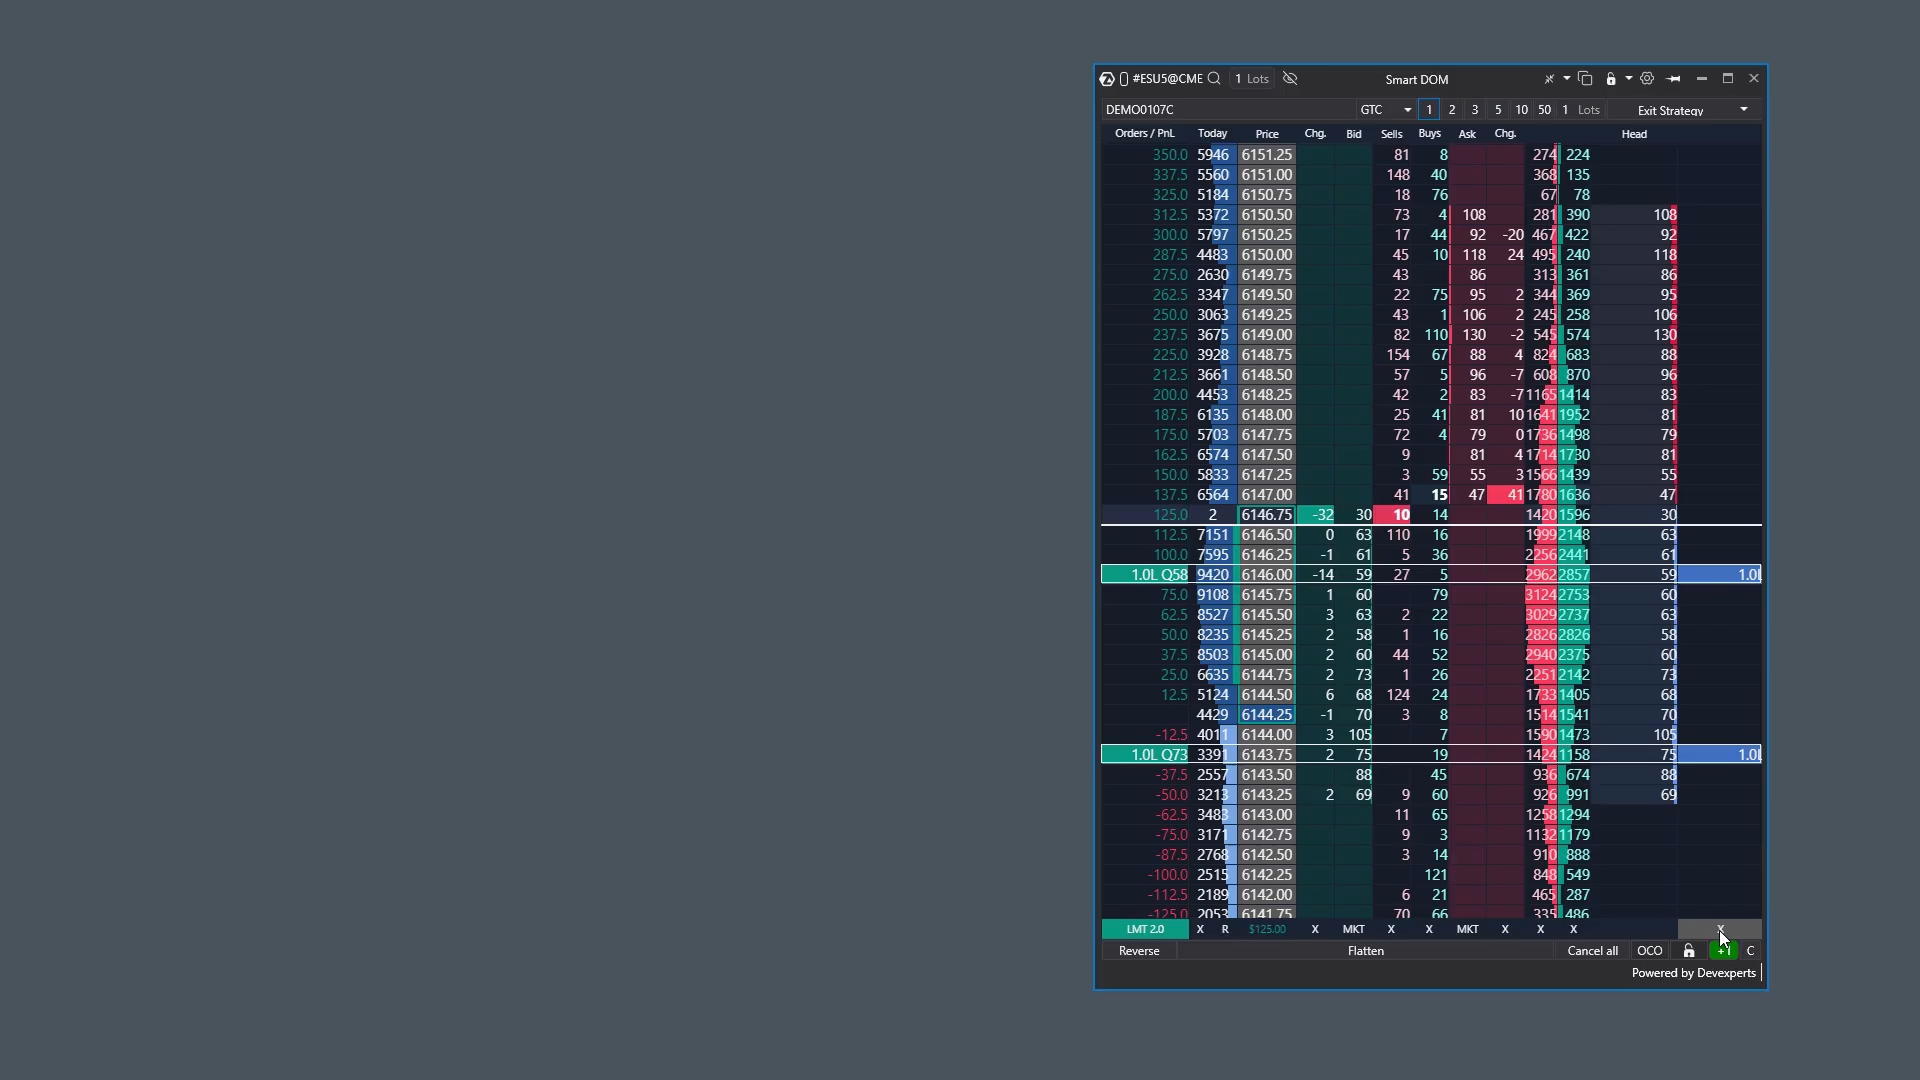 #ESU5@CME 1 Lots Smart DOM
DEMO0107C GTC 1 2 3 5 10 50 1 Lots Exit Strategy
Orders / PnL Today Price Chg. Bid Sells Buys Ask Chg. Head
350.0 5946 6151.25 81 8 274 224
337.5 5560 6151.00 148 40 368 135
325.0 5184 6150.75 18 76 67 78
312.5 5372 6150.50 73 4 108 281 390 108
300.0 5797 6150.25 17 44 92 -20 467 422 92
287.5 4483 6150.00 45 10 118 24 495 240 118
275.0 2630 6149.75 43 86 313 361 86
262.5 3347 6149.50 22 75 95 2 344 369 95
250.0 3063 6149.25 43 1 106 2 245 258 106
237.5 3675 6149.00 82 110 130 -2 545 574 130
225.0 3928 6148.75 154 67 88 4 824 683 88
212.5 3661 6148.50 57 5 96 -7 608 870 96
200.0 4453 6148.25 42 2 83 -7 1165 1414 83
187.5 6135 6148.00 25 41 81 10 1641 1952 81
175.0 5703 6147.75 72 4 79 0 1736 1498 79
162.5 6574 6147.50 9 81 4 1714 1730 81
150.0 5833 6147.25 3 59 55 3 1566 1439 55
137.5 6564 6147.00 41 15 47 41 1780 1636 47
125.0 2 6146.75 -32 30 10 14 1420 1596 30
112.5 7151 6146.50 0 63 110 16 1999 2148 63
100.0 7595 6146.25 -1 61 5 36 2256 2441 61
1.0L Q58 9420 6146.00 -14 59 27 5 2962 2857 59 1.0
75.0 9108 6145.75 1 60 79 3124 2753 60
62.5 8527 6145.50 3 63 2 22 3029 2737 63
50.0 8235 6145.25 2 58 1 16 2826 2826 58
37.5 8503 6145.00 2 60 44 52 2940 2375 60
25.0 6635 6144.75 2 73 1 26 2251 2142 73
12.5 5124 6144.50 6 68 124 24 1733 1405 68
4429 6144.25 -1 70 3 8 1514 1541 70
-12.5 4011 6144.00 3 105 7 1590 1473 105
1.0L Q73 3391 6143.75 2 75 19 1424 1158 75 1.0
-37.5 2557 6143.50 88 45 936 674 88
-50.0 3213 6143.25 2 69 9 60 926 991 69
-62.5 3483 6143.00 11 65 1258 1294
-75.0 3171 6142.75 9 3 1132 1179
-87.5 2768 6142.50 3 14 910 888
-100.0 2515 6142.25 121 848 549
-112.5 2189 6142.00 6 21 465 287
-125.0 2053 6141.75 70 66 335 486
LMT 2.0 X R $125.00 X MKT X X MKT X X X X
Reverse Flatten Cancel all OCO +1 C
Powered by Devexperts